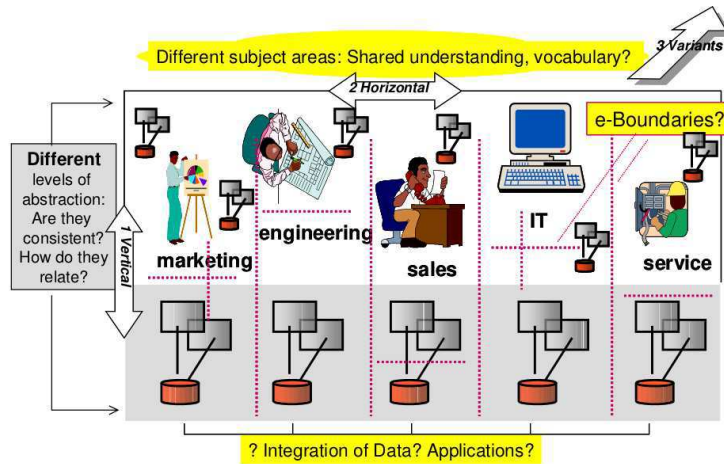 3 Variants
Different subject areas: Shared understanding, vocabulary?
2 Horizontal
e-Boundaries?
Different
levels of
abstraction:
Are they
consistent?
How do they
relate?
1 Vertical
marketing
engineering
sales
IT
service
? Integration of Data? Applications?